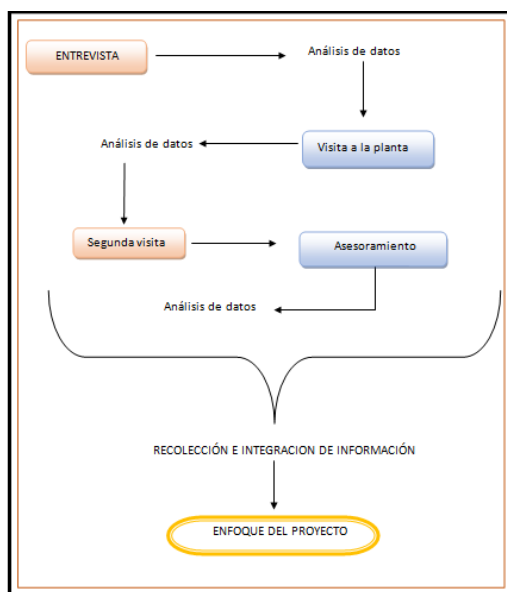 ENTREVISTA
Análisis de datos
Análisis de datos
Visita a la planta
Segunda visita
Asesoramiento
Análisis de datos
RECOLECCIÓN E INTEGRACION DE INFORMACIÓN
ENFOQUE DEL PROYECTO